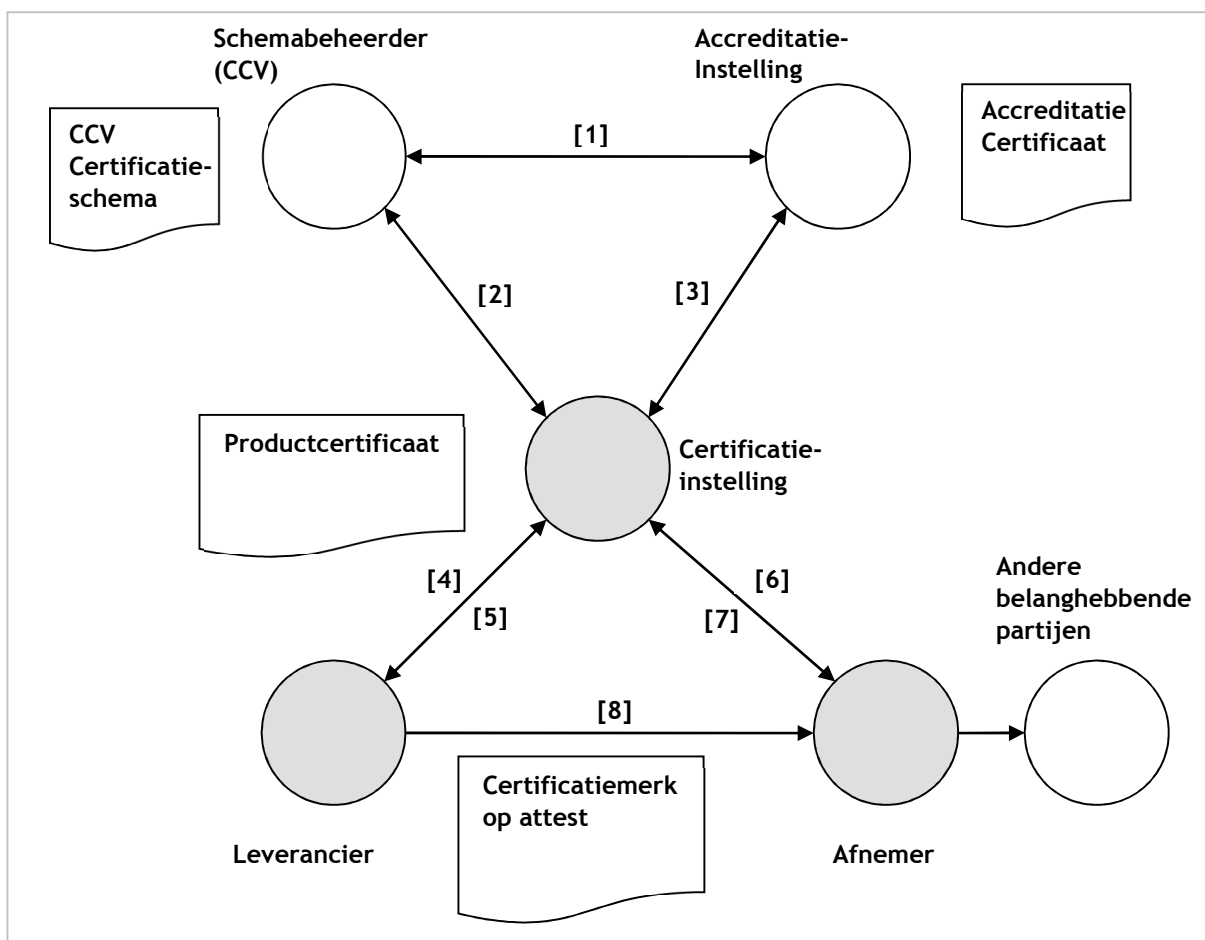 Schemabeheerder
(CCV)
Accreditatie-
Instelling
CCV
Certificatie-
schema
[1]
Accreditatie
Certificaat
[2]
[3]
Productcertificaat
Certificatie-
instelling
[4]
[5]
[6]
[7]
Andere
belanghebbende
partijen
[8]
Certificatiemerk
op attest
Leverancier
Afnemer